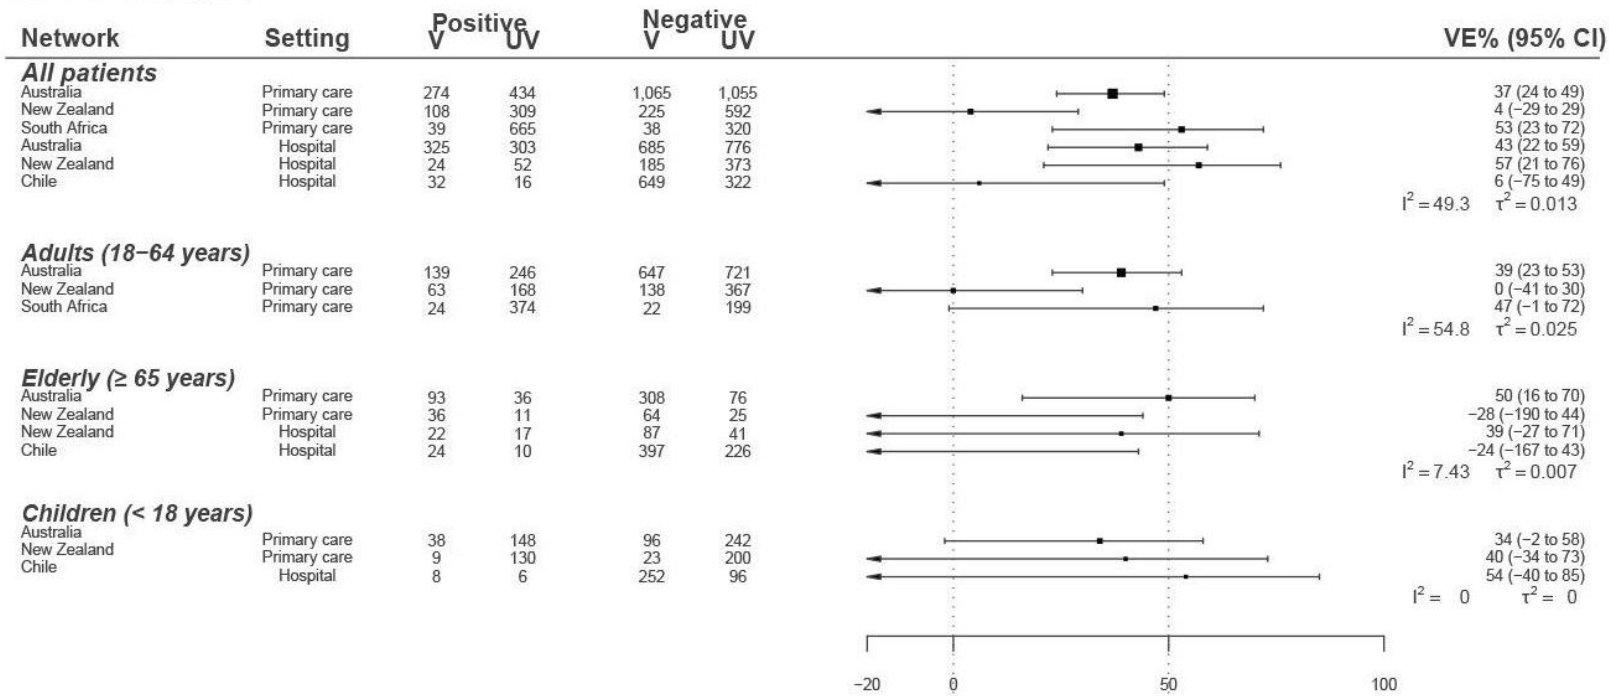 Positive Negative
Network Setting V UV V UV VE% (95% CI)
All patients
Australia Primary care 274 434 1,065 1,055 37 (24 to 49)
New Zealand Primary care 108 309 225 592 4 (−29 to 29)
South Africa Primary care 39 665 38 320 53 (23 to 72)
Australia Hospital 325 303 685 776 43 (22 to 59)
New Zealand Hospital 24 52 185 373 57 (21 to 76)
Chile Hospital 32 16 649 322 6 (−75 to 49)
I² = 49.3 τ² = 0.013
Adults (18−64 years)
Australia Primary care 139 246 647 721 39 (23 to 53)
New Zealand Primary care 63 168 138 367 0 (−41 to 30)
South Africa Primary care 24 374 22 199 47 (−1 to 72)
I² = 54.8 τ² = 0.025
Elderly (≥ 65 years)
Australia Primary care 93 36 308 76 50 (16 to 70)
New Zealand Primary care 36 11 64 25 −28 (−190 to 44)
New Zealand Hospital 22 17 87 41 39 (−27 to 71)
Chile Hospital 24 10 397 226 −24 (−167 to 43)
I² = 7.43 τ² = 0.007
Children (< 18 years)
Australia Primary care 38 148 96 242 34 (−2 to 58)
New Zealand Primary care 9 130 23 200 40 (−34 to 73)
Chile Hospital 8 6 252 96 54 (−40 to 85)
I² = 0 τ² = 0
−20 0 50 100